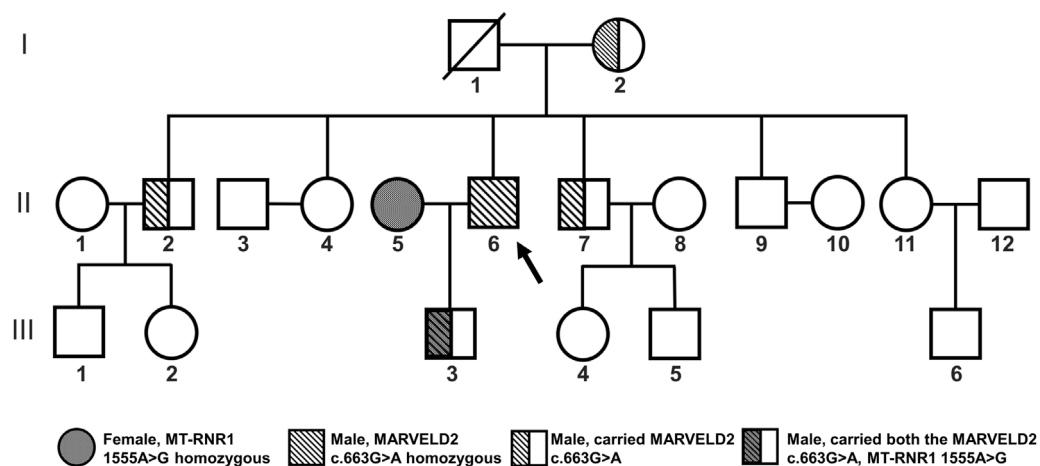 I
1 2
II
1 2 3 4 5 6 7 8 9 10 11 12
III
1 2 3 4 5 6
Female, MT-RNR1
1555A>G homozygous
Male, MARVELD2
c.663G>A homozygous
Male, carried MARVELD2
c.663G>A
Male, carried both the MARVELD2
c.663G>A, MT-RNR1 1555A>G